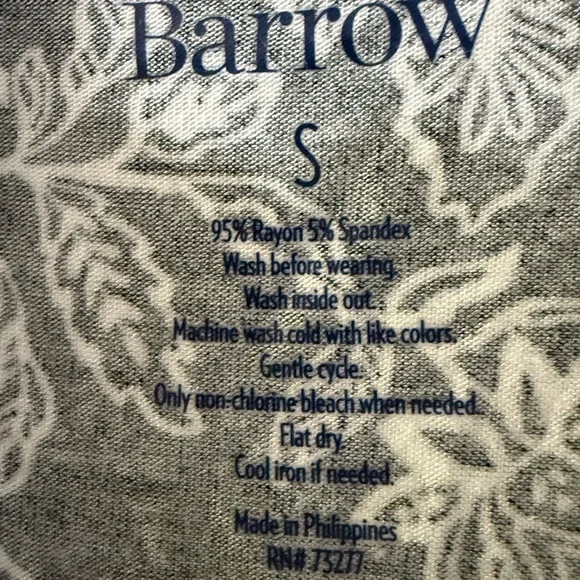 Barrow
S
95% Rayon 5% Spandex
Wash before wearing.
Wash inside out.
Machine wash cold with like colors.
Gentle cycle.
Only non-chlorine bleach when needed.
Flat dry.
Cool iron if needed.
Made in Philippines
RN# 73277